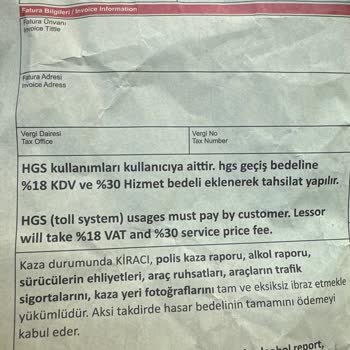 Fatura Bilgileri / Invoice Information
Fatura Ünvanı
Invoice Tittle
Fatura Adresi
Invoice Adress
Vergi Dairesi
Tax Office
Vergi No
Tax Number
HGS kullanımları kullanıcıya aittir. hgs geçiş bedeline
%18 KDV ve %30 Hizmet bedeli eklenerek tahsilat yapılır.
HGS (toll system) usages must pay by customer. Lessor
will take %18 VAT and %30 service price fee.
Kaza durumunda KİRACI, polis kaza raporu, alkol raporu,
sürücülerin ehliyetleri, araç ruhsatları, araçların trafik
sigortalarını, kaza yeri fotoğraflarını tam ve eksiksiz ibraz etmekle
yükümlüdür. Aksi takdirde hasar bedelinin tamamını ödemeyi
kabul eder.
report,